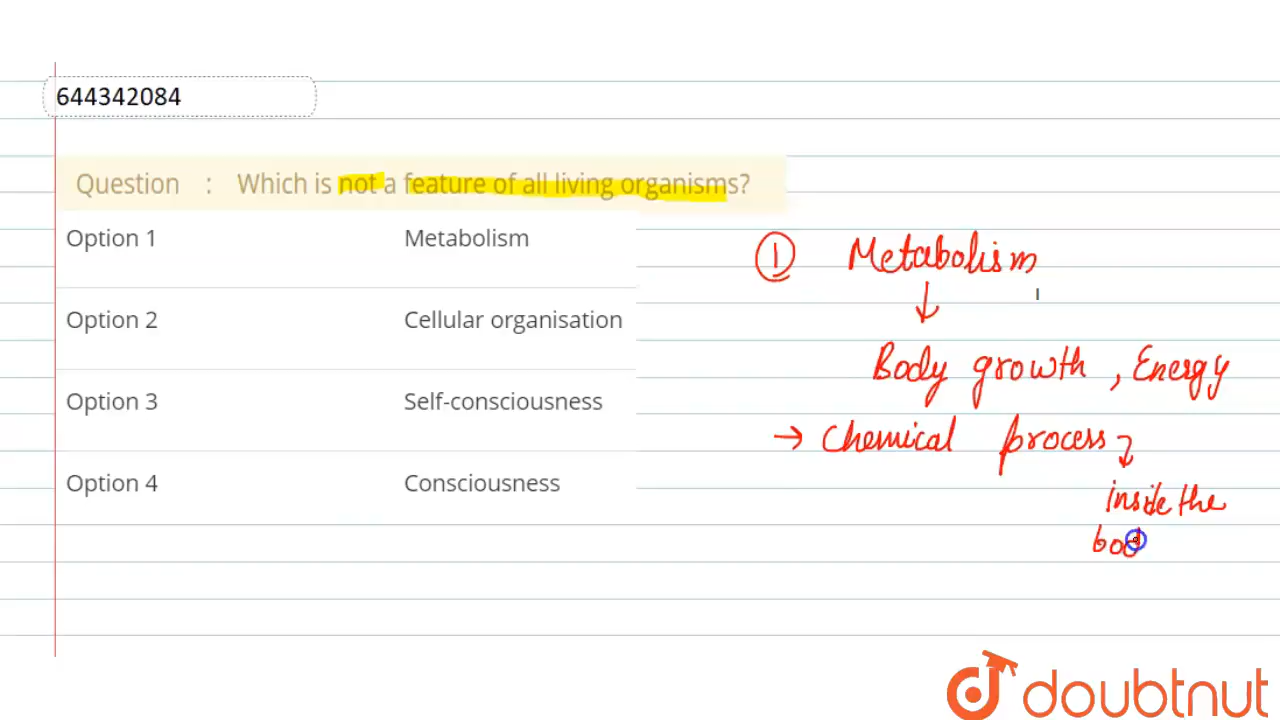 644342084
Question : Which is not a feature of all living organisms?
Option 1 Metabolism
Option 2 Cellular organisation
Option 3 Self-consciousness
Option 4 Consciousness
① Metabolism
↓
Body growth, Energy
→ Chemical process
inside the
bod
doubtnut